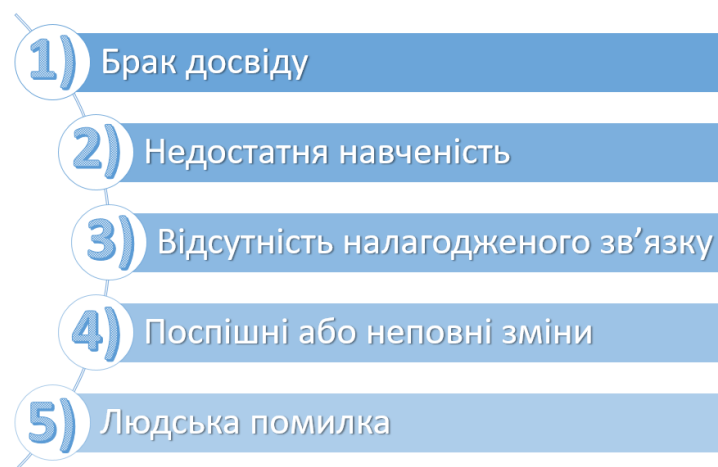 1) Брак досвіду
2) Недостатня навченість
3) Відсутність налагодженого зв’язку
4) Поспішні або неповні зміни
5) Людська помилка